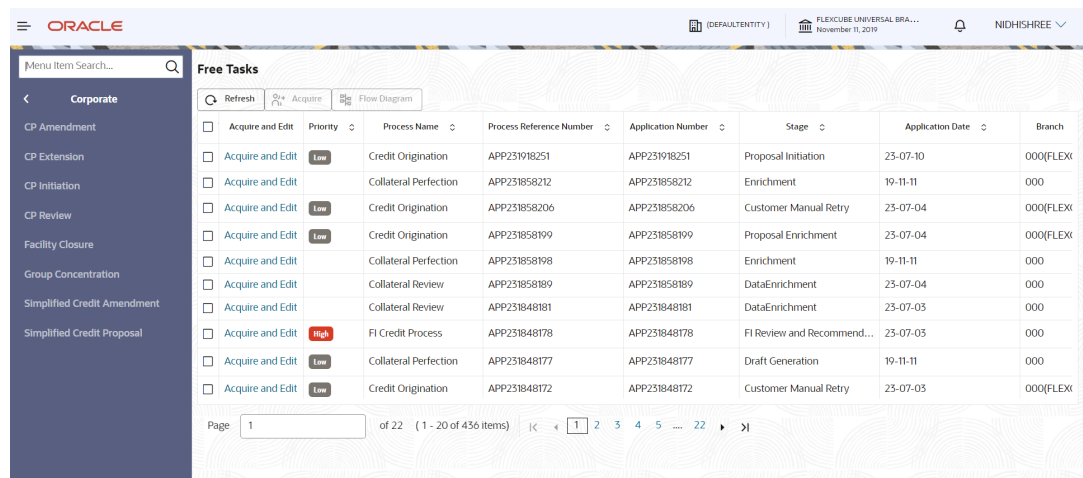 ORACLE
(DEFAULTENTITY )
FLEXCUBE UNIVERSAL BRA...
November 11, 2019
NIDHISHREE
Menu Item Search...
Corporate
CP Amendment
CP Extension
CP Initiation
CP Review
Facility Closure
Group Concentration
Simplified Credit Amendment
Simplified Credit Proposal
Free Tasks
Refresh Acquire Flow Diagram
Acquire and Edit Priority Process Name Process Reference Number Application Number Stage Application Date Branch
Acquire and Edit Low Credit Origination APP231918251 APP231918251 Proposal Initiation 23-07-10 000(FLEX
Acquire and Edit Collateral Perfection APP231858212 APP231858212 Enrichment 19-11-11 000
Acquire and Edit Low Credit Origination APP231858206 APP231858206 Customer Manual Retry 23-07-04 000(FLEX
Acquire and Edit Low Credit Origination APP231858199 APP231858199 Proposal Enrichment 23-07-04 000(FLEX
Acquire and Edit Collateral Perfection APP231858198 APP231858198 Enrichment 19-11-11 000
Acquire and Edit Collateral Review APP231858189 APP231858189 DataEnrichment 23-07-04 000
Acquire and Edit Collateral Review APP231848181 APP231848181 DataEnrichment 23-07-03 000
Acquire and Edit High FI Credit Process APP231848178 APP231848178 FI Review and Recommend... 23-07-03 000
Acquire and Edit Low Collateral Perfection APP231848177 APP231848177 Draft Generation 19-11-11 000
Acquire and Edit Low Credit Origination APP231848172 APP231848172 Customer Manual Retry 23-07-03 000(FLEX
Page 1 of 22 ( 1 - 20 of 436 items) 1 2 3 4 5 .... 22